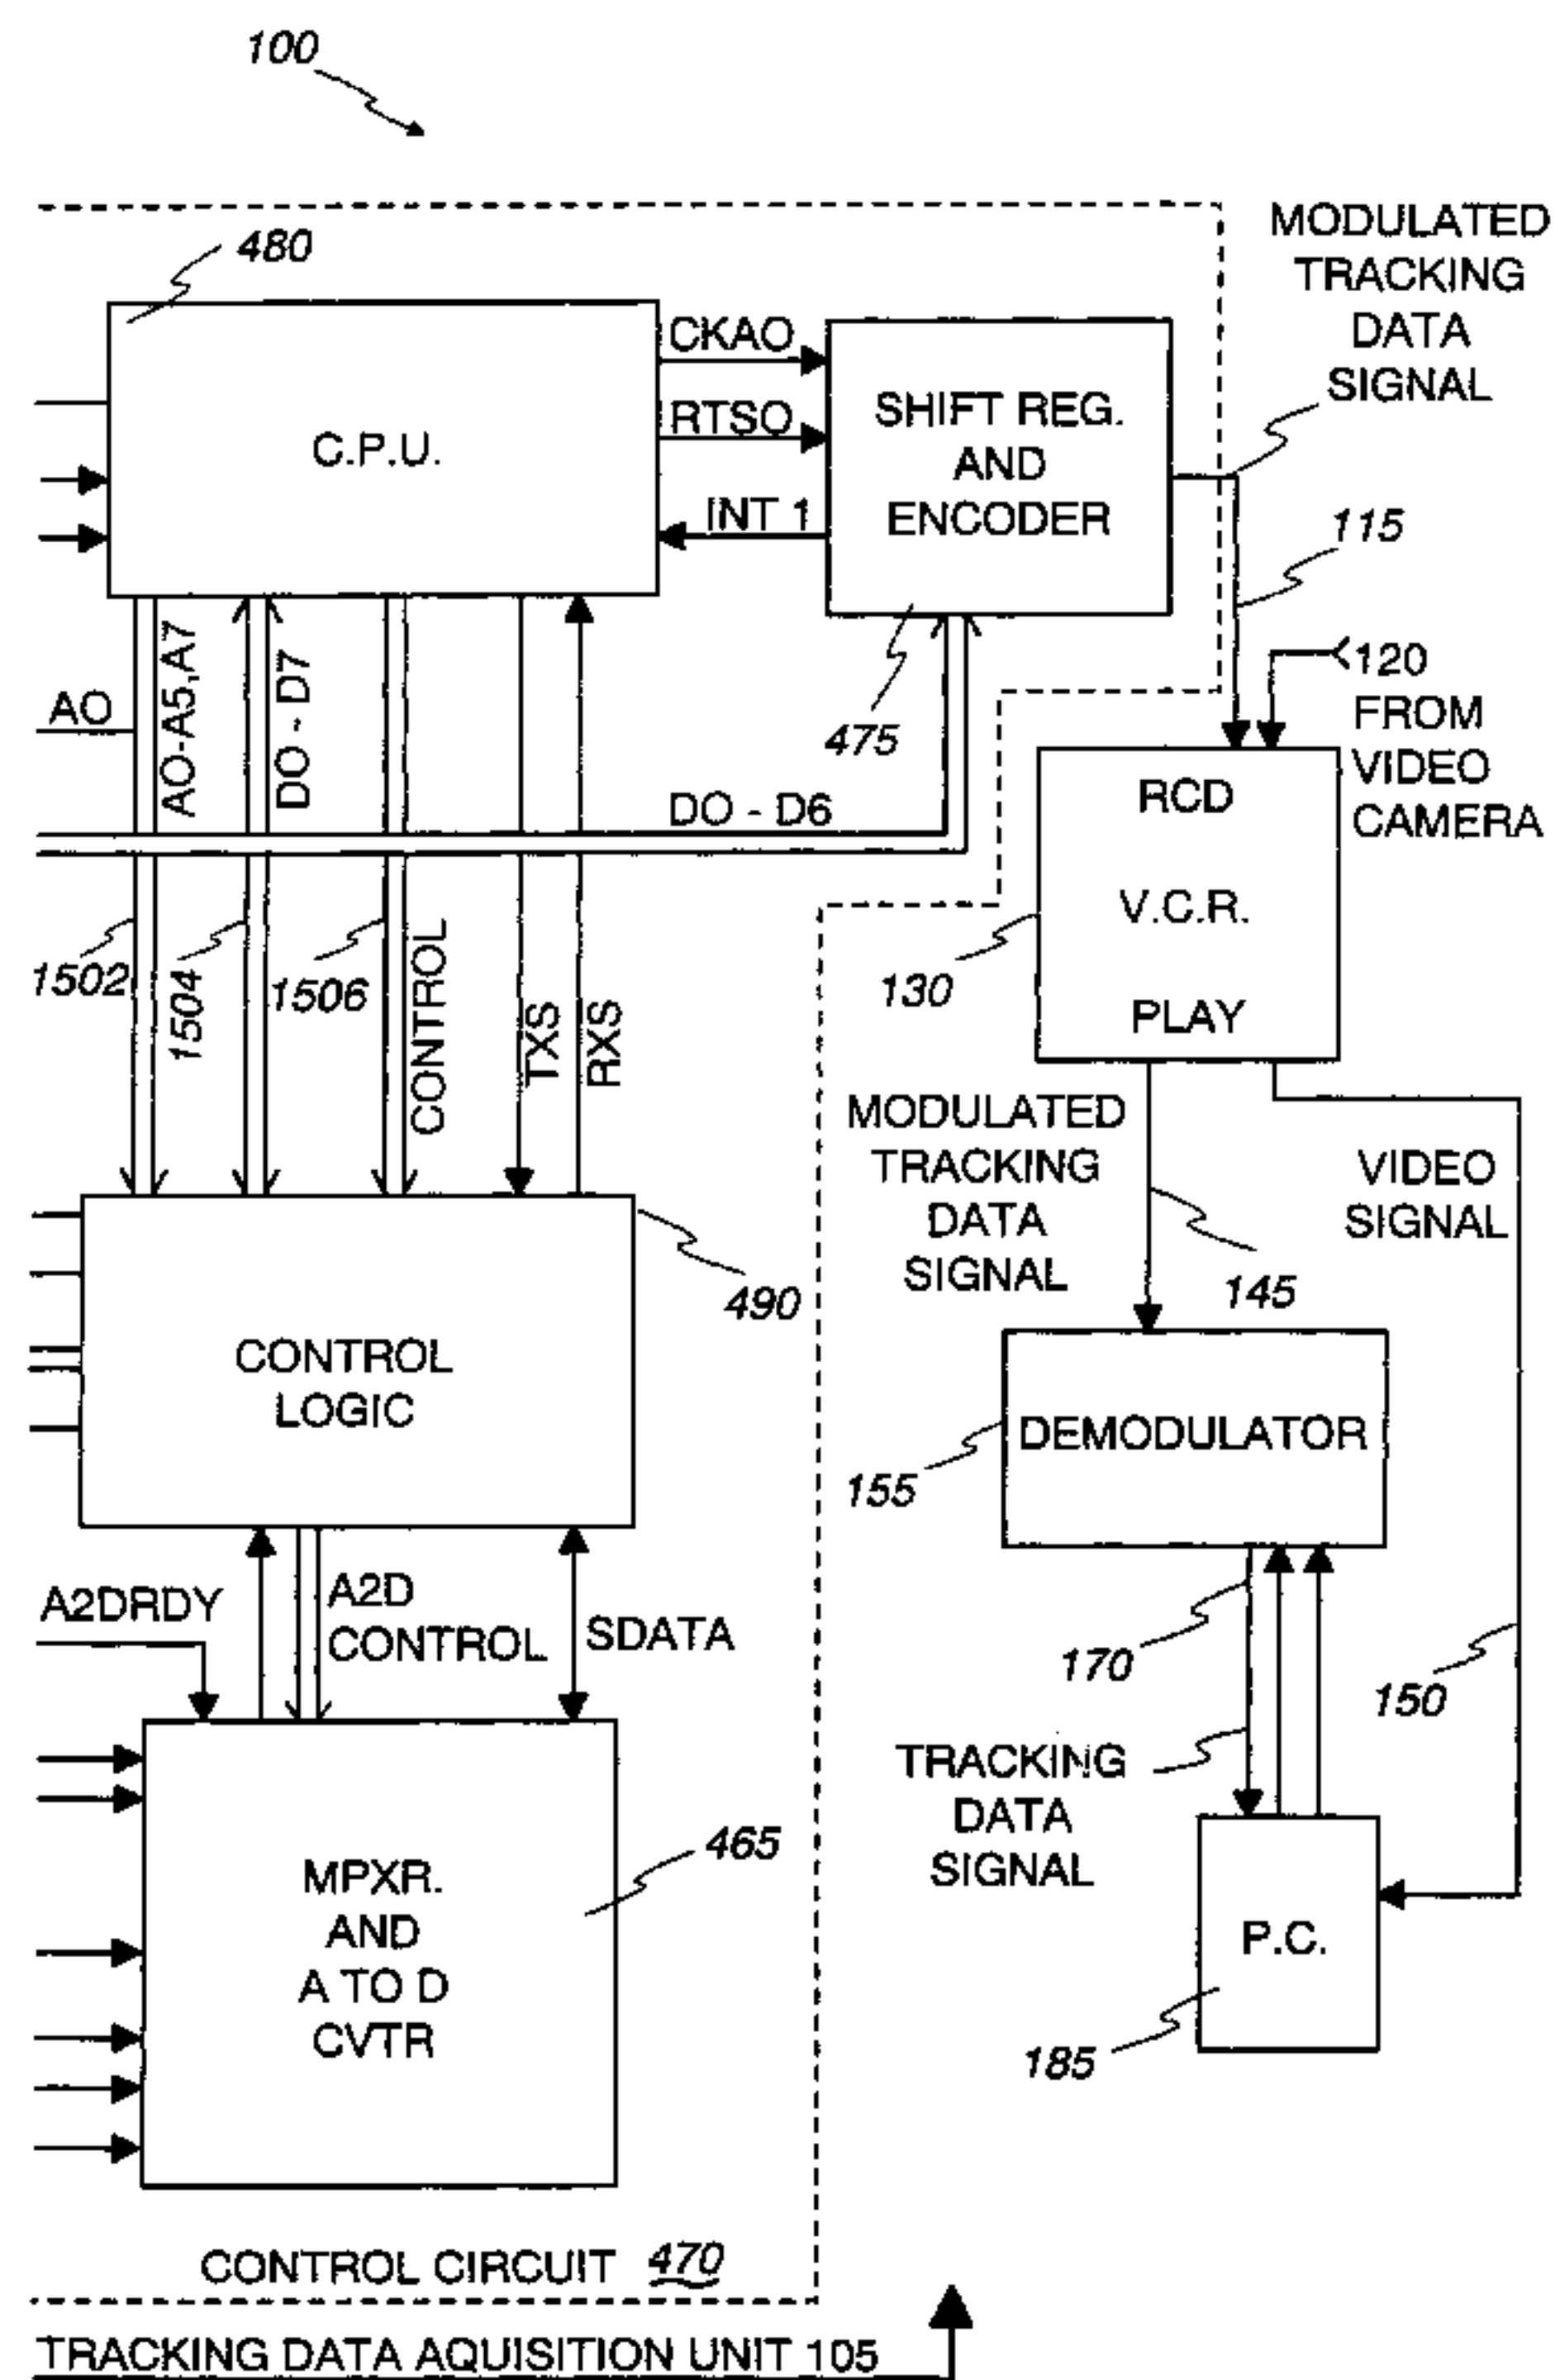 100
480
C.P.U.
CKAO
RTSO
INT 1
SHIFT REG.
AND
ENCODER
MODULATED
TRACKING
DATA
SIGNAL
115
120
FROM
VIDEO
CAMERA
475
AO
AO-A5,A7
DO - D7
DO - D6
1502
1504
1506
CONTROL
TXS
RXS
RCD
V.C.R.
PLAY
130
MODULATED
TRACKING
DATA
SIGNAL
145
VIDEO
SIGNAL
CONTROL
LOGIC
490
DEMODULATOR
155
A2DRDY
A2D
CONTROL
SDATA
170
150
TRACKING
DATA
SIGNAL
P.C.
185
MPXR.
AND
A TO D
CVTR
465
CONTROL CIRCUIT 470
TRACKING DATA AQUISITION UNIT 105